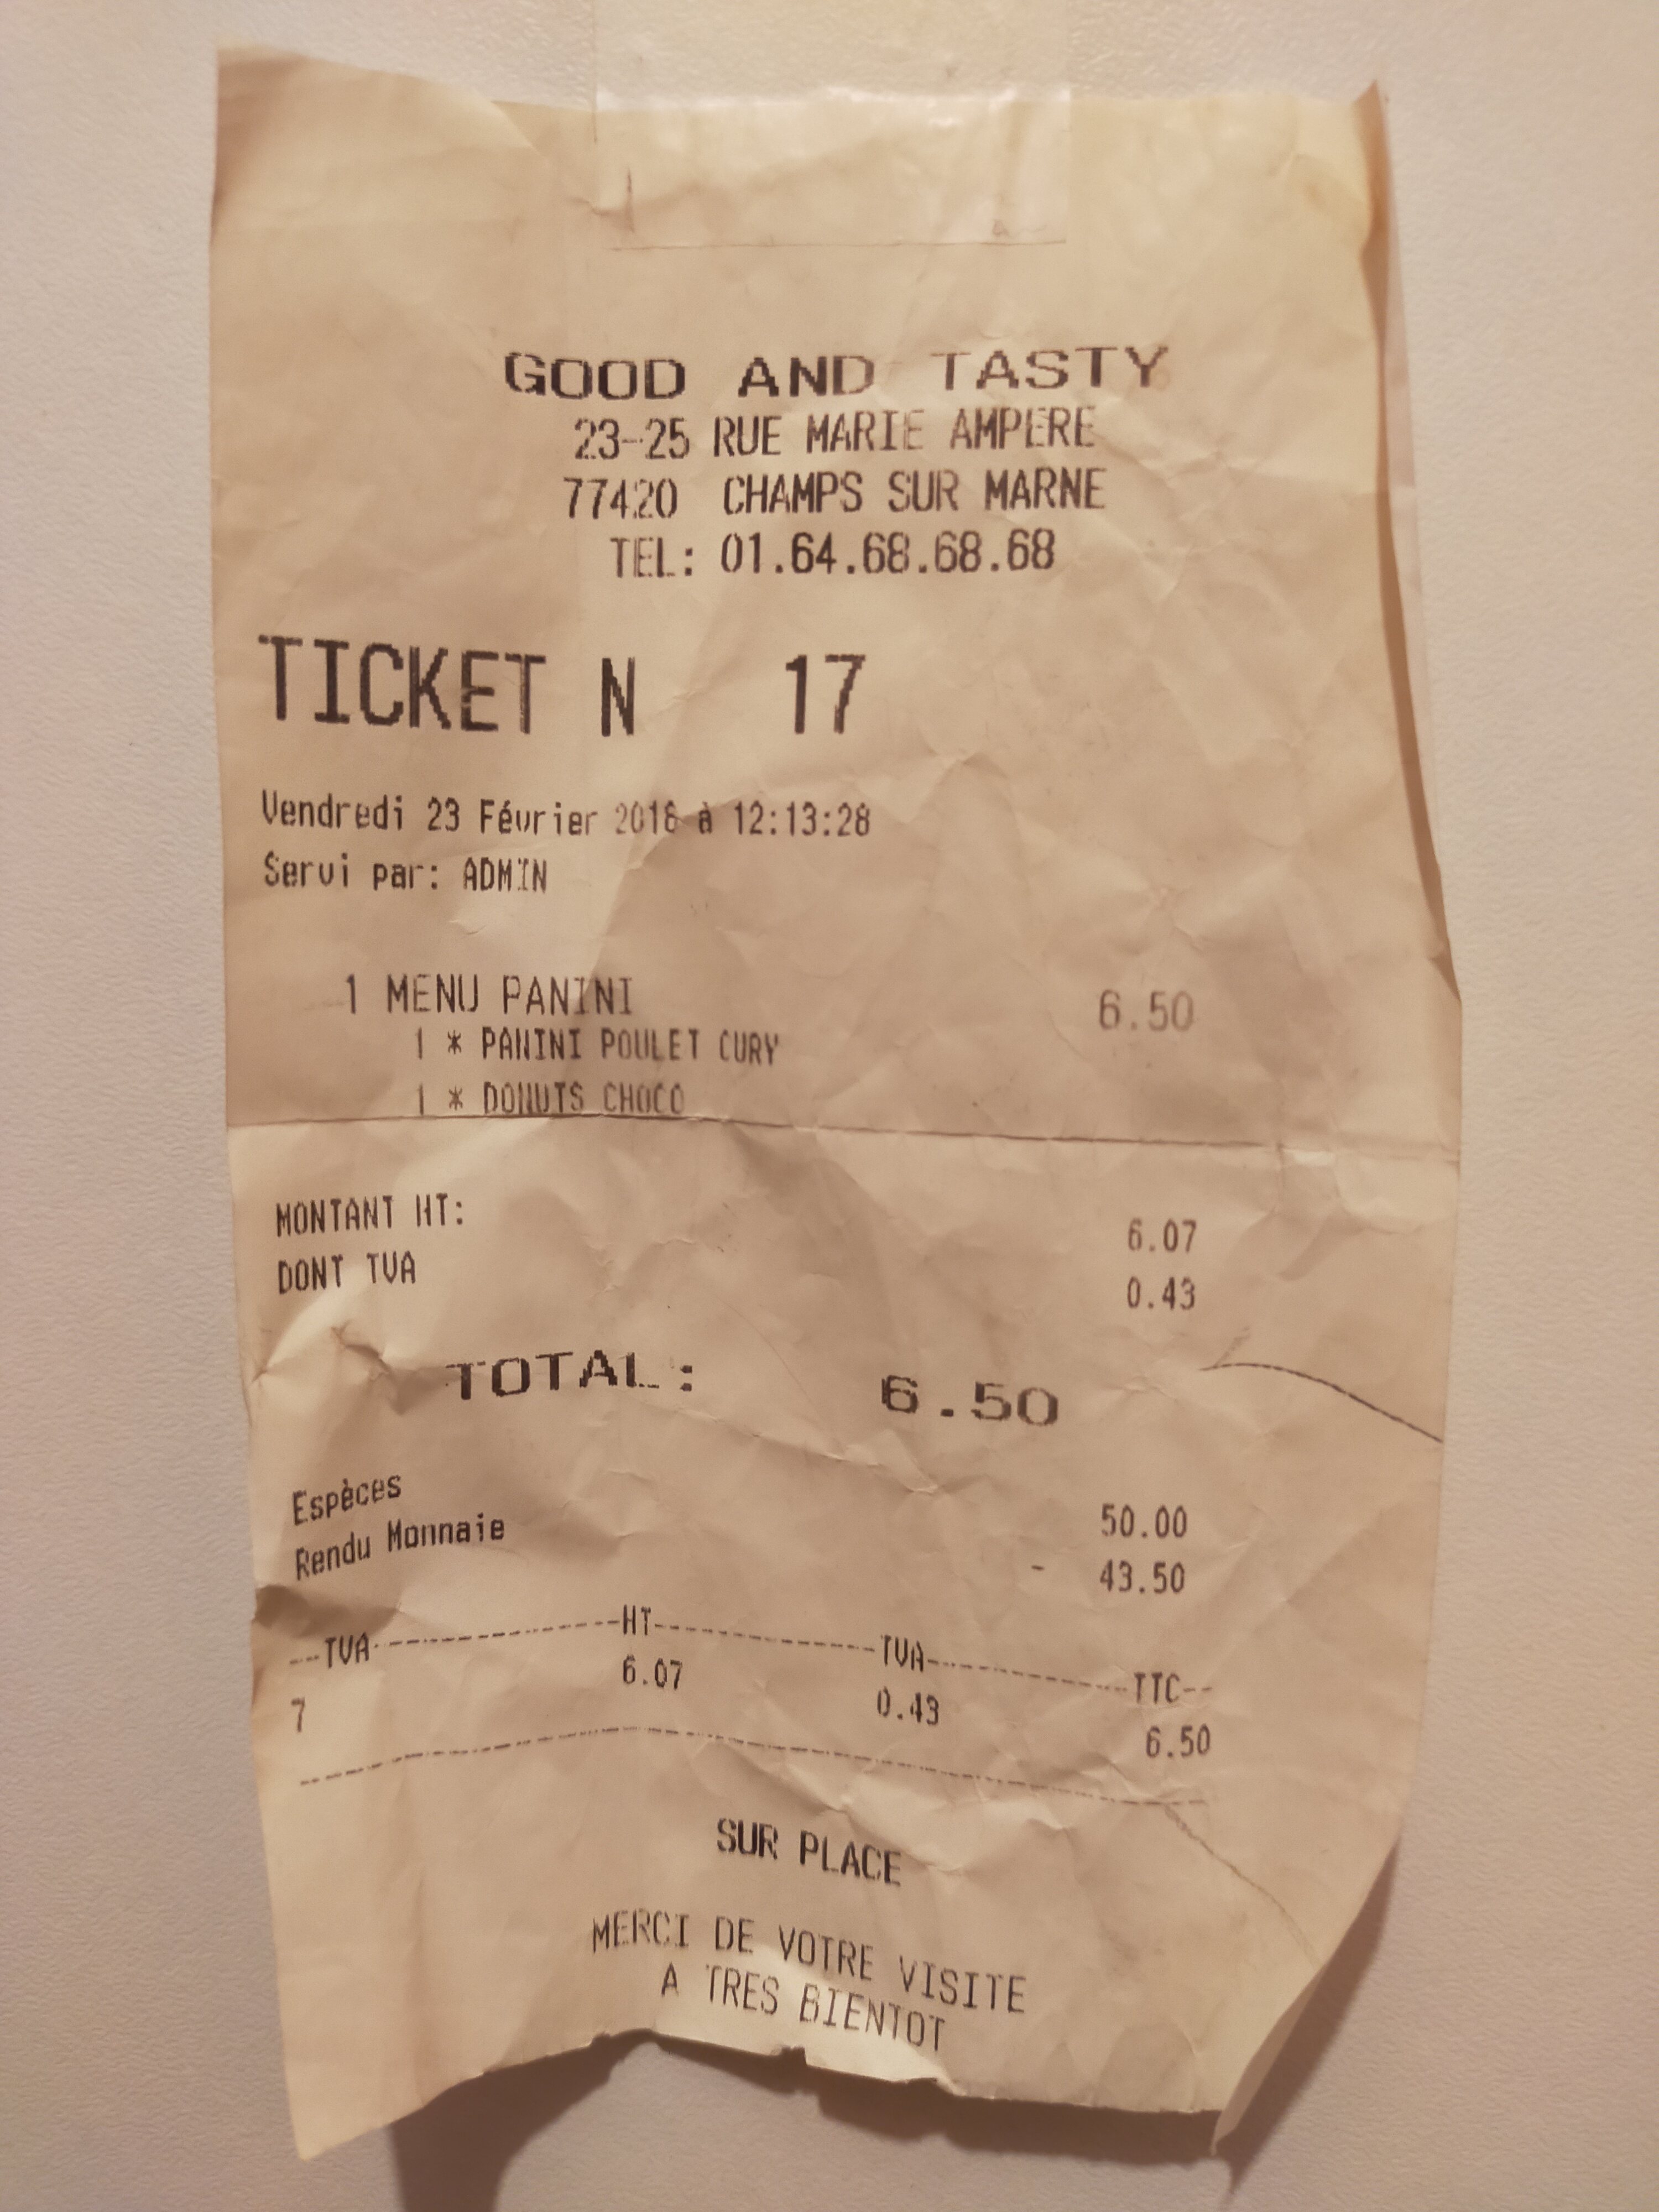 GOOD AND TASTY
23-25 RUE MARIE AMPERE
77420 CHAMPS SUR MARNE
TEL: 01.64.68.68.68
TICKET N 17
Vendredi 23 Février 2018 à 12:13:28
Servi par: ADMIN
1 MENU PANINI 6.50
1 * PANINI POULET CURY
1 * DONUTS CHOCO
MONTANT HT: 6.07
DONT TVA 0.43
TOTAL: 6.50
Espèces 50.00
Rendu Monnaie - 43.50
---TVA-----------HT-----------TVA----------TTC--
7 6.07 0.43 6.50
SUR PLACE
MERCI DE VOTRE VISITE
A TRES BIENTOT